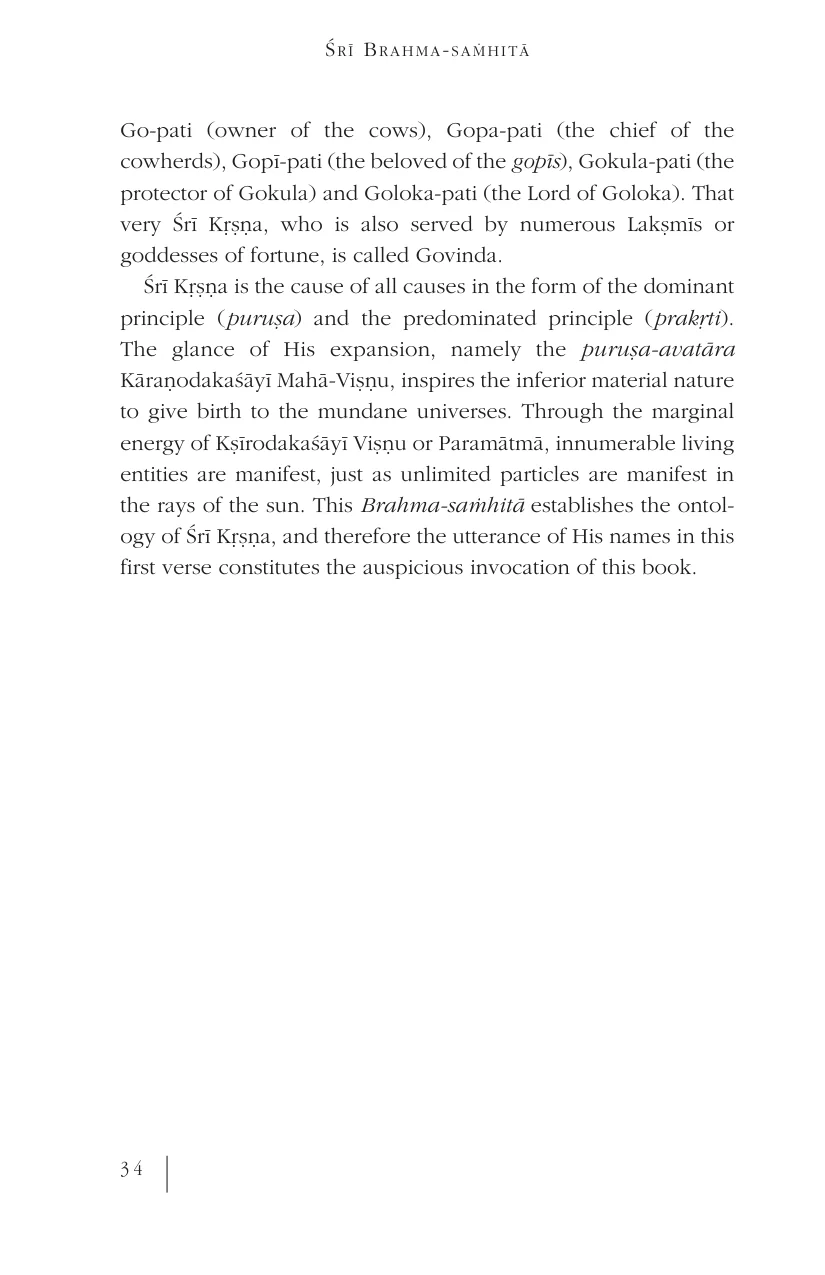 Śrī Brahma-saṁhitā
Go-pati (owner of the cows), Gopa-pati (the chief of the
cowherds), Gopī-pati (the beloved of the gopīs), Gokula-pati (the
protector of Gokula) and Goloka-pati (the Lord of Goloka). That
very Śrī Kṛṣṇa, who is also served by numerous Lakṣmīs or
goddesses of fortune, is called Govinda.
Śrī Kṛṣṇa is the cause of all causes in the form of the dominant
principle (puruṣa) and the predominated principle (prakṛti).
The glance of His expansion, namely the puruṣa-avatāra
Kāraṇodakaśāyī Mahā-Viṣṇu, inspires the inferior material nature
to give birth to the mundane universes. Through the marginal
energy of Kṣīrodakaśāyī Viṣṇu or Paramātmā, innumerable living
entities are manifest, just as unlimited particles are manifest in
the rays of the sun. This Brahma-saṁhitā establishes the ontol-
ogy of Śrī Kṛṣṇa, and therefore the utterance of His names in this
first verse constitutes the auspicious invocation of this book.
34